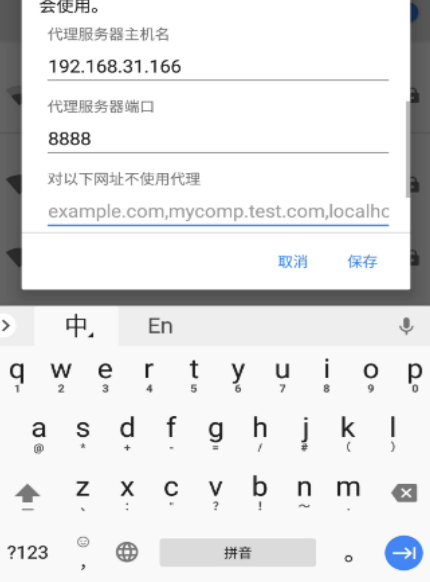 会使用。
代理服务器主机名
192.168.31.166
代理服务器端口
8888
对以下网址不使用代理
example.com,mycomp.test.com,localhc
取消 保存
中 En
q w e r t y u i o p
1 2 3 4 5 6 7 8 9 0
a s d f g h j k l
@ * + - = / # ( )
z x c v b n m
、 : " ? ! ～ .
?123 , 拼音 。